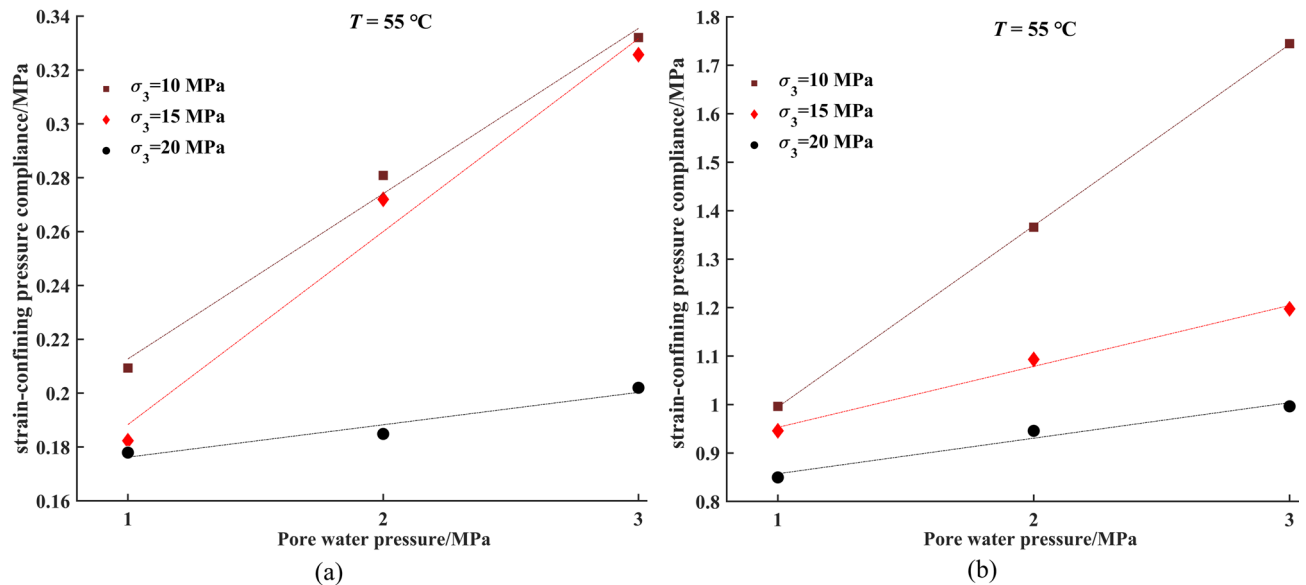 T = 55 °C
σ3=10 MPa
σ3=15 MPa
σ3=20 MPa
strain-confining pressure compliance/MPa
0.34
0.32
0.3
0.28
0.26
0.24
0.22
0.2
0.18
0.16
1
2
3
Pore water pressure/MPa
(a)
T = 55 °C
σ3=10 MPa
σ3=15 MPa
σ3=20 MPa
strain-confining pressure compliance/MPa
1.8
1.7
1.6
1.5
1.4
1.3
1.2
1.1
1
0.9
0.8
1
2
3
Pore water pressure/MPa
(b)